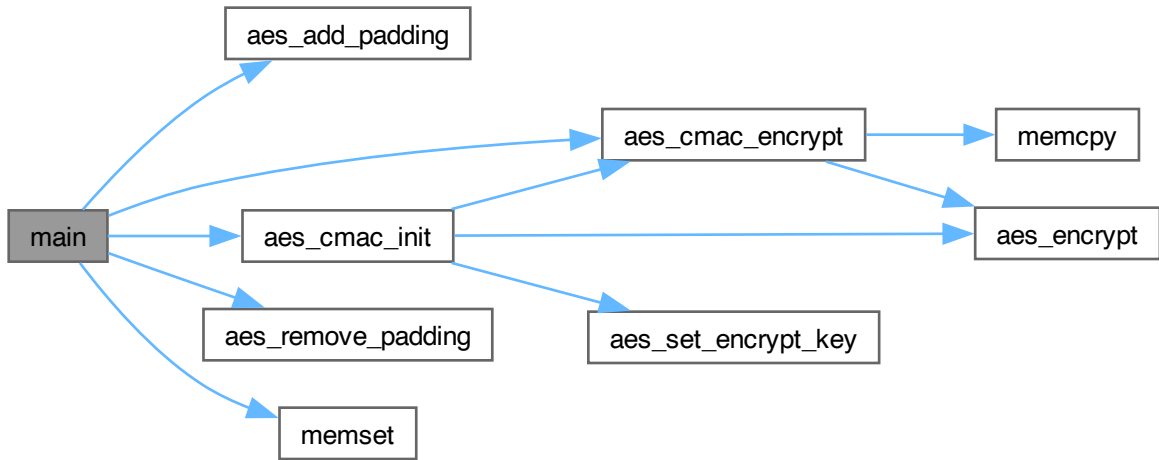 main
aes_add_padding
aes_cmac_encrypt
memcpy
aes_encrypt
aes_cmac_init
aes_set_encrypt_key
aes_remove_padding
memset